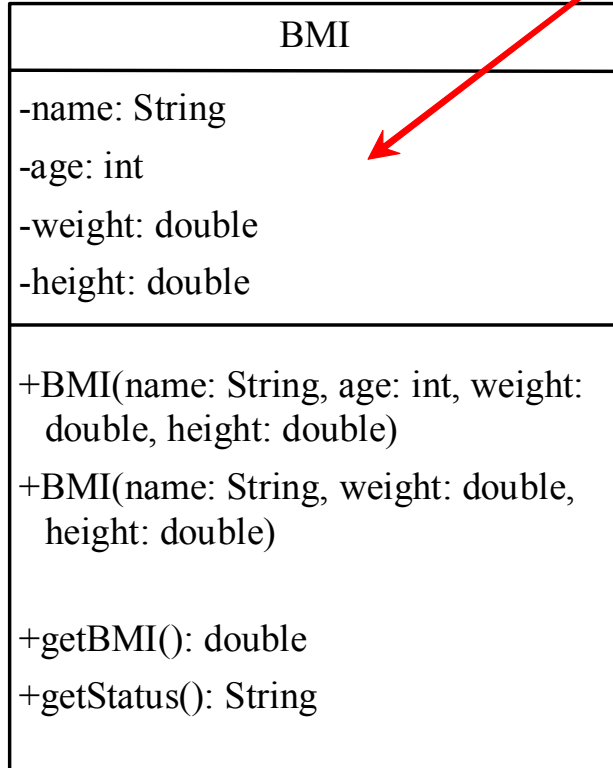 BMI
-name: String
-age: int
-weight: double
-height: double
+BMI(name: String, age: int, weight:
double, height: double)
+BMI(name: String, weight: double,
height: double)
+getBMI(): double
+getStatus(): String